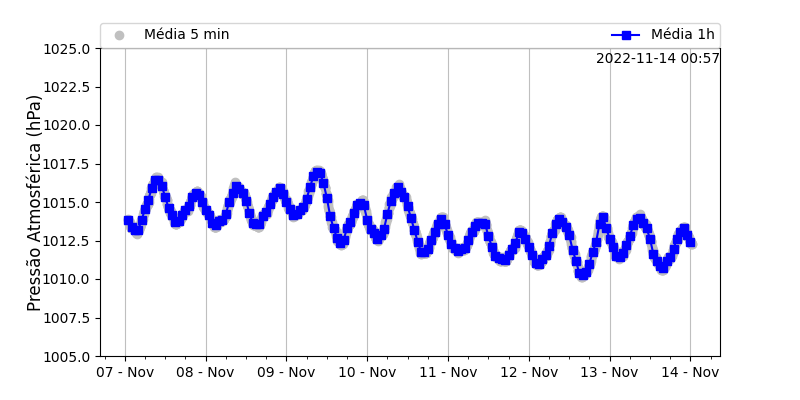 Média 5 min
Média 1h
2022-11-14 00:57
Pressão Atmosférica (hPa)
1025.0
1022.5
1020.0
1017.5
1015.0
1012.5
1010.0
1007.5
1005.0
07 - Nov
08 - Nov
09 - Nov
10 - Nov
11 - Nov
12 - Nov
13 - Nov
14 - Nov